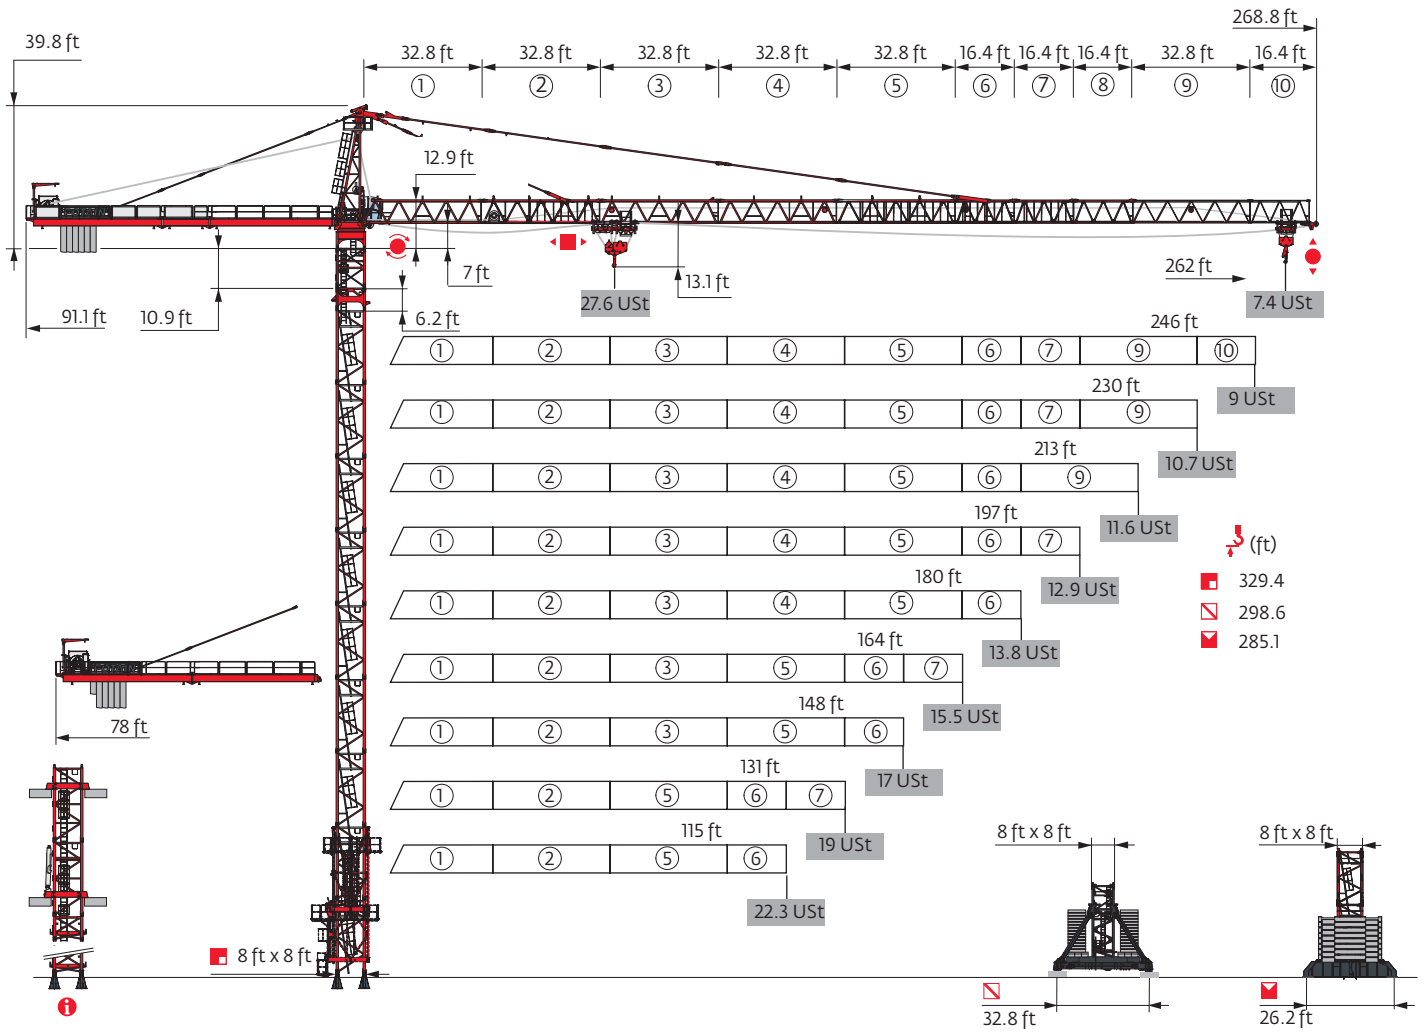 268.8 ft
39.8 ft
32.8 ft 32.8 ft 32.8 ft 32.8 ft 32.8 ft 16.4 ft 16.4 ft 16.4 ft 32.8 ft 16.4 ft
① ② ③ ④ ⑤ ⑥ ⑦ ⑧ ⑨ ⑩
12.9 ft
7 ft
13.1 ft
262 ft
27.6 USt
7.4 USt
91.1 ft
10.9 ft
6.2 ft
246 ft
① ② ③ ④ ⑤ ⑥ ⑦ ⑨ ⑩
9 USt
230 ft
① ② ③ ④ ⑤ ⑥ ⑦ ⑨
10.7 USt
213 ft
① ② ③ ④ ⑤ ⑥ ⑨
11.6 USt
197 ft
① ② ③ ④ ⑤ ⑥ ⑦
12.9 USt
(ft)
329.4
298.6
285.1
180 ft
① ② ③ ④ ⑤ ⑥
13.8 USt
164 ft
① ② ③ ⑤ ⑥ ⑦
15.5 USt
78 ft
148 ft
① ② ③ ⑤ ⑥
17 USt
131 ft
① ② ⑤ ⑥ ⑦
19 USt
115 ft
① ② ⑤ ⑥
22.3 USt
8 ft x 8 ft
8 ft x 8 ft
8 ft x 8 ft
i
32.8 ft
26.2 ft